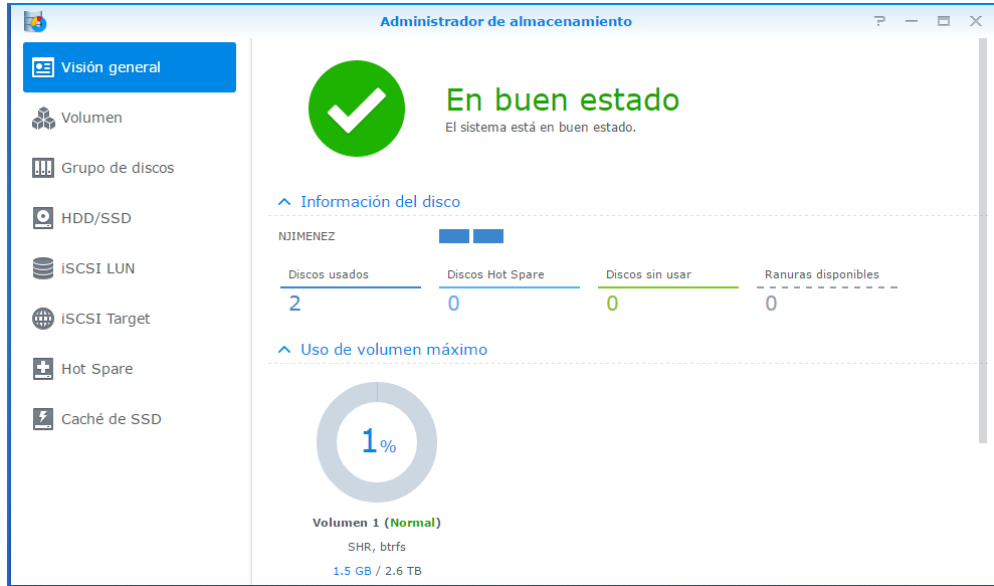 Administrador de almacenamiento
Visión general
Volumen
Grupo de discos
HDD/SSD
iSCSI LUN
iSCSI Target
Hot Spare
Caché de SSD
En buen estado
El sistema está en buen estado.
Información del disco
NJIMENEZ
Discos usados Discos Hot Spare Discos sin usar Ranuras disponibles
2 0 0 0
Uso de volumen máximo
1%
Volumen 1 (Normal)
SHR, btrfs
1.5 GB / 2.6 TB